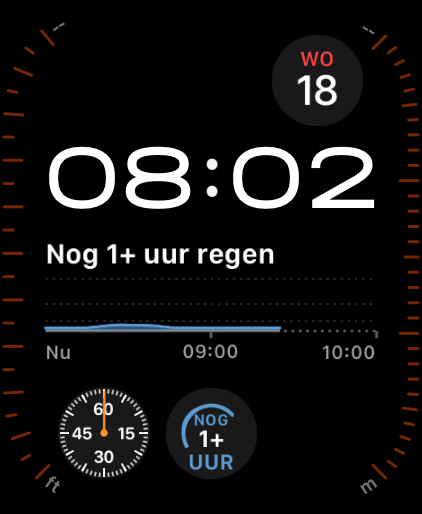 --
--
WO
18
08:02
Nog 1+ uur regen
Nu
09:00
10:00
60
45
15
30
NOG
1+
UUR
ft
m